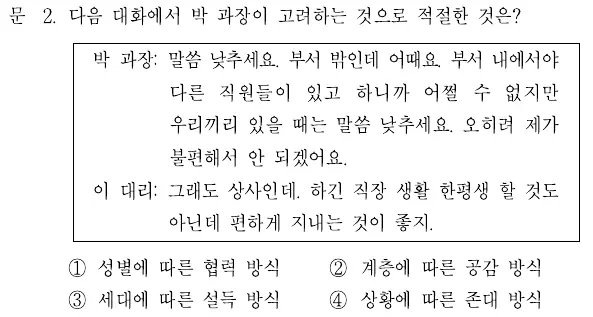 문 2. 다음 대화에서 박 과장이 고려하는 것으로 적절한 것은?
박 과장: 말씀 낮추세요. 부서 밖인데 어때요. 부서 내에서야
다른 직원들이 있고 하니까 어쩔 수 없지만
우리끼리 있을 때는 말씀 낮추세요. 오히려 제가
불편해서 안 되겠어요.
이 대리: 그래도 상사인데. 하긴 직장 생활 한평생 할 것도
아닌데 편하게 지내는 것이 좋지.
① 성별에 따른 협력 방식 ② 계층에 따른 공감 방식
③ 세대에 따른 설득 방식 ④ 상황에 따른 존대 방식